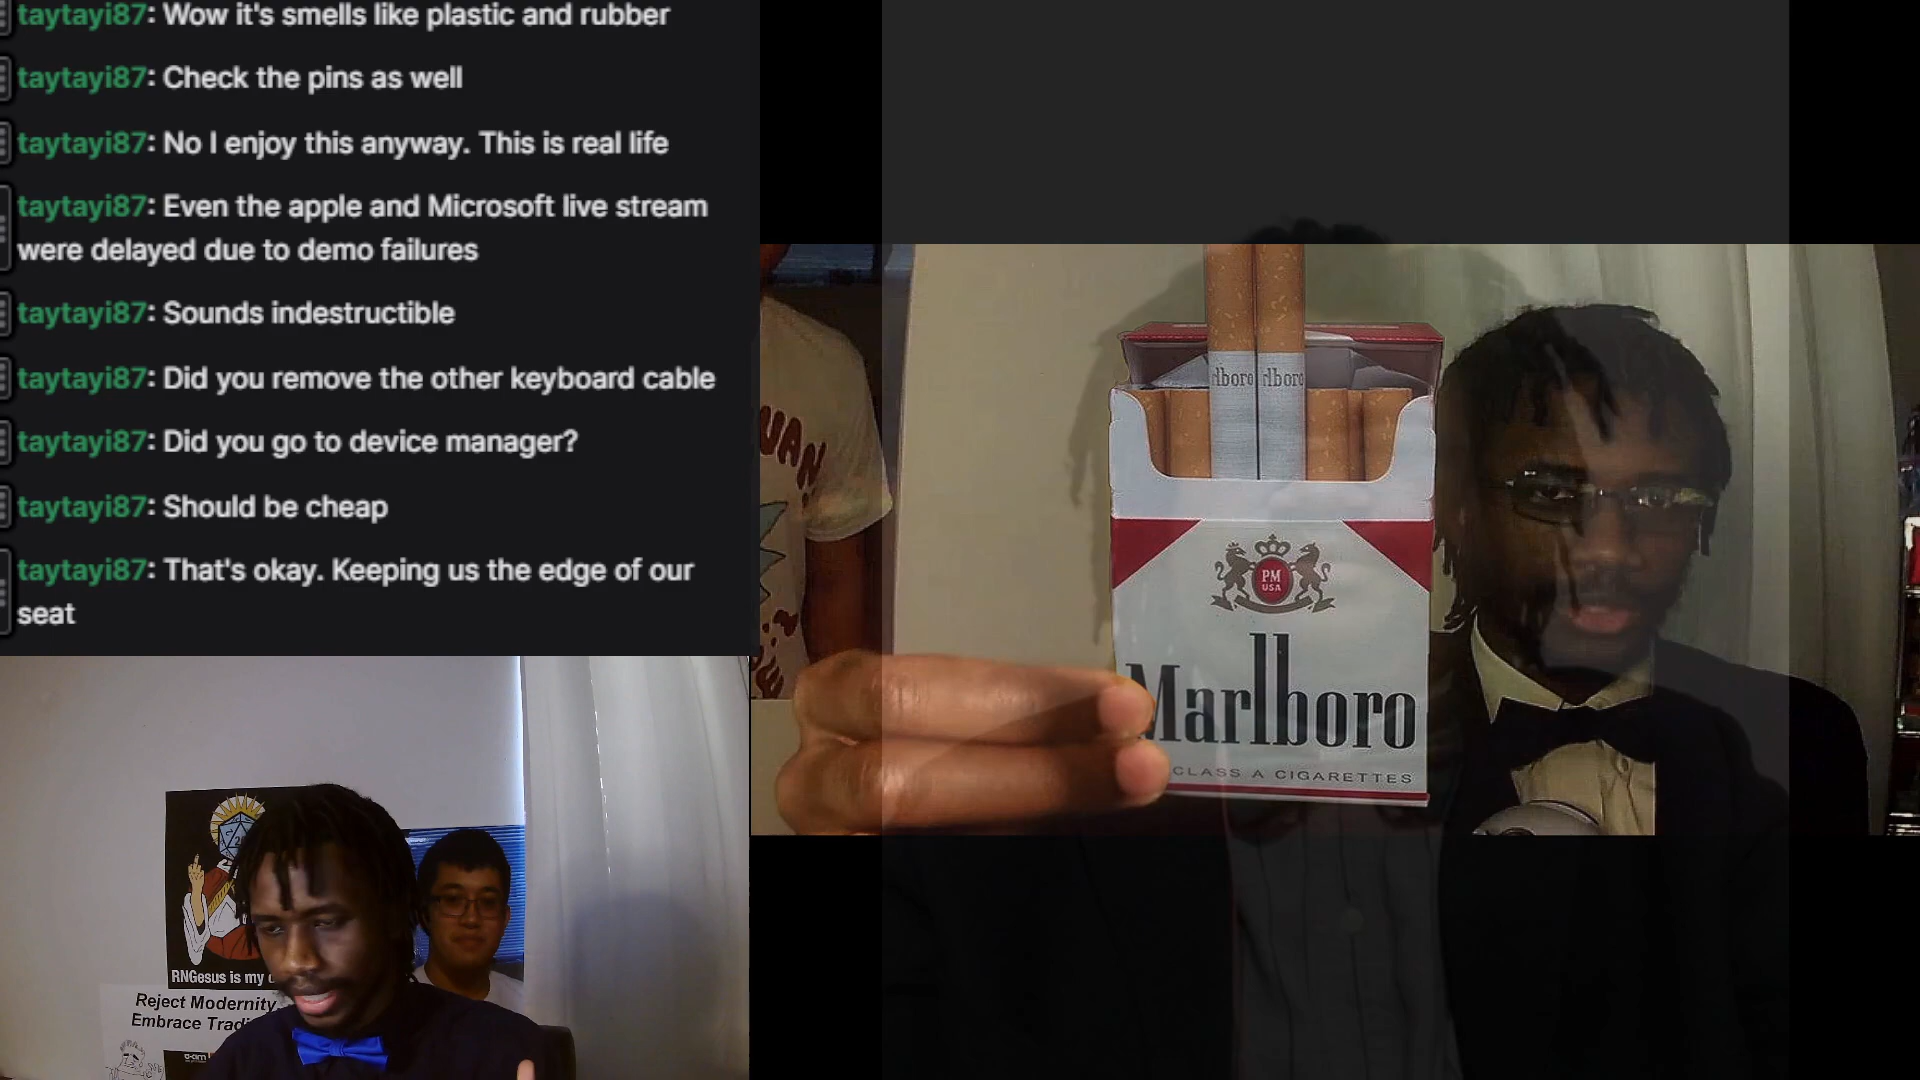 taytayi87: Wow it's smells like plastic and rubber
taytayi87: Check the pins as well
taytayi87: No I enjoy this anyway. This is real life
taytayi87: Even the apple and Microsoft live stream
were delayed due to demo failures
taytayi87: Sounds indestructible
taytayi87: Did you remove the other keyboard cable
taytayi87: Did you go to device manager?
taytayi87: Should be cheap
taytayi87: That's okay. Keeping us the edge of our
seat
rlboro rlboro
PM
USA
Marlboro
CLASS A CIGARETTES
RNGesus is my
Reject Modernity,
Embrace Tradi